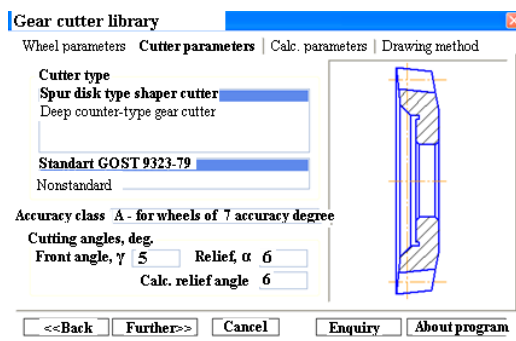 Gear cutter library
Wheel parameters Cutter parameters | Calc. parameters | Drawing method
Cutter type
Spur disk type shaper cutter
Deep counter-type gear cutter
Standart GOST 9323-79
Nonstandard
Accuracy class A - for wheels of 7 accuracy degree
Cutting angles, deg.
Front angle, γ 5 Relief, α 6
Calc. relief angle 6
<<Back Further>> Cancel Enquiry About program